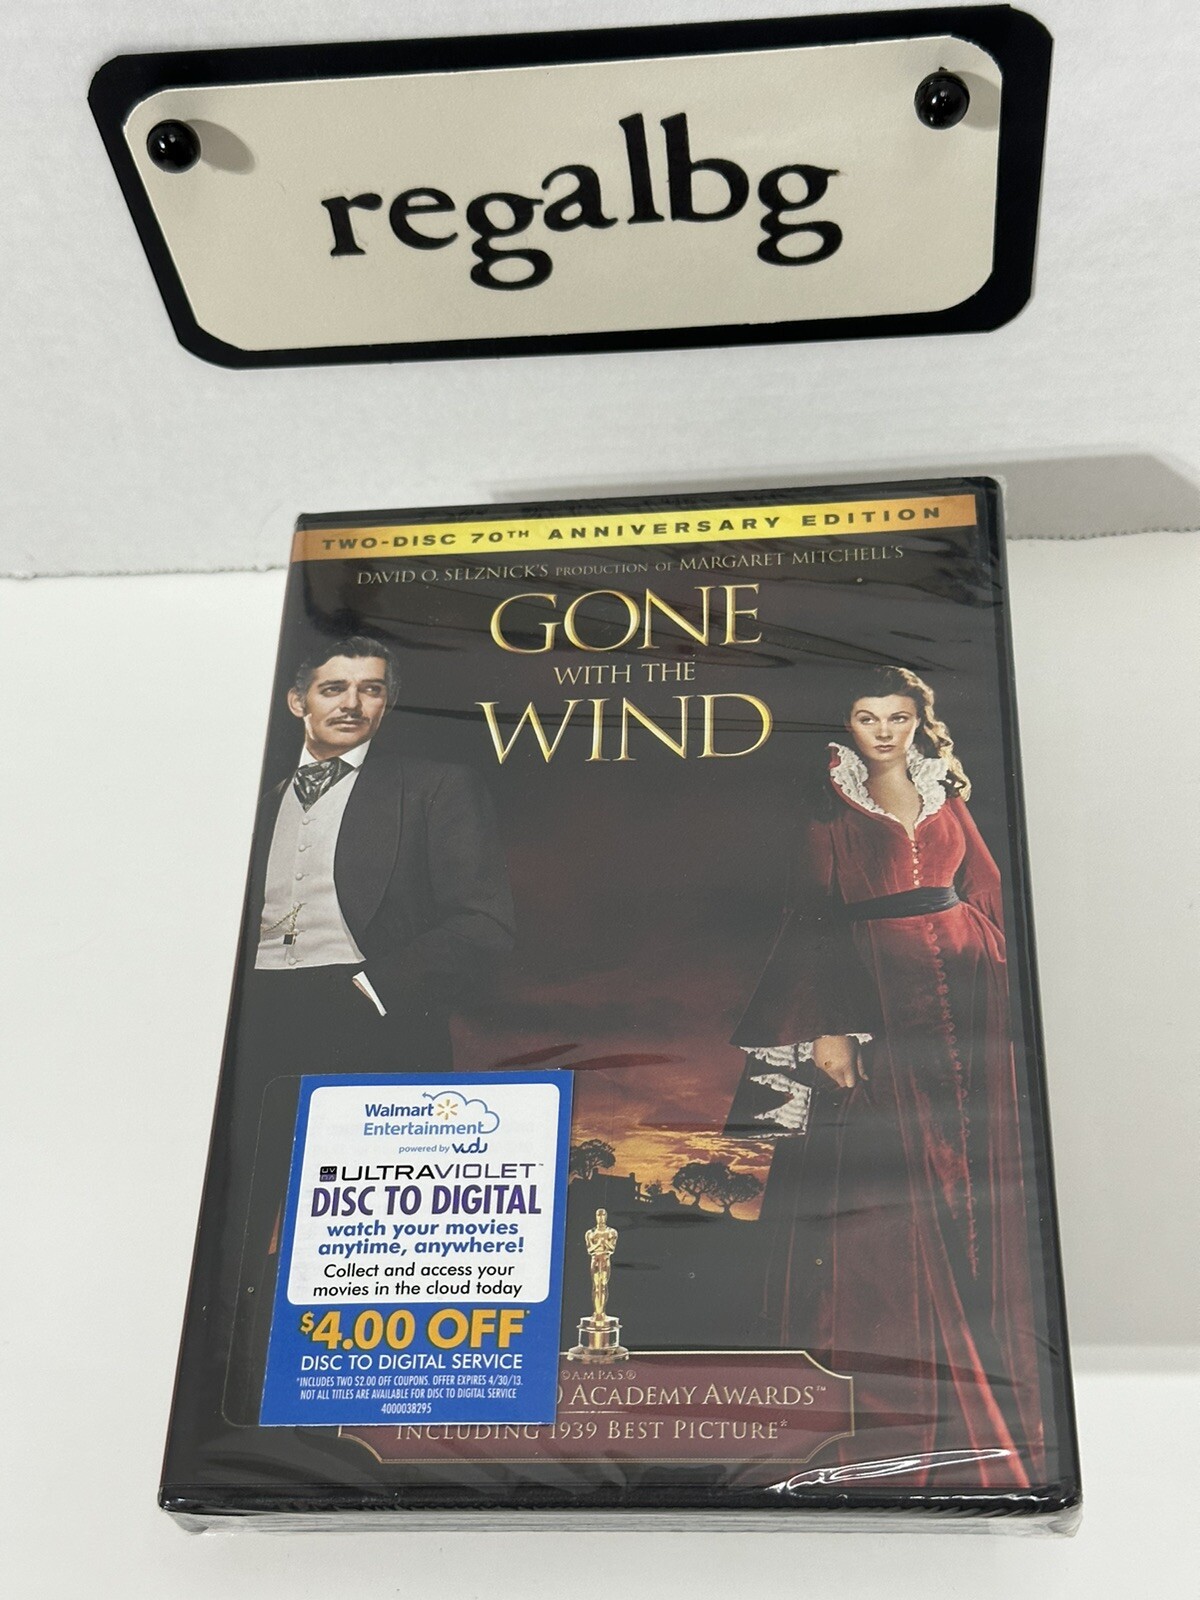 regalbg
TWO-DISC 70TH ANNIVERSARY EDITION
DAVID O. SELZNICK'S PRODUCTION OF MARGARET MITCHELL'S
GONE
WITH THE
WIND
Walmart
Entertainment
powered by vudu
UV ULTRAVIOLET™
DISC TO DIGITAL
watch your movies
anytime, anywhere!
Collect and access your
movies in the cloud today
$4.00 OFF*
DISC TO DIGITAL SERVICE
*INCLUDES TWO $2.00 OFF COUPONS. OFFER EXPIRES 4/30/13.
NOT ALL TITLES ARE AVAILABLE FOR DISC TO DIGITAL SERVICE
4000038295
©A.M.P.A.S.®
ACADEMY AWARDS™
INCLUDING 1939 BEST PICTURE*